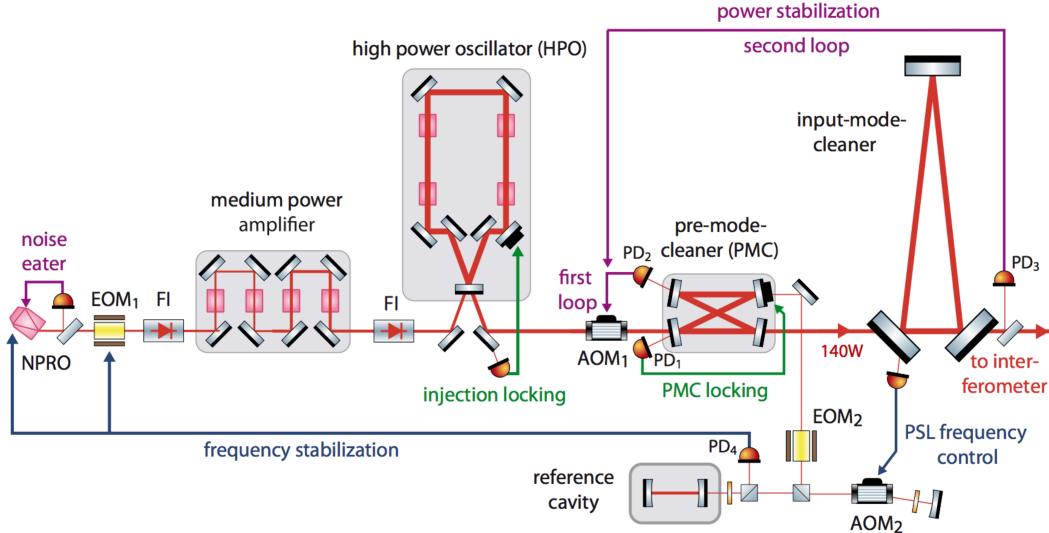 power stabilization
second loop
high power oscillator (HPO)
input-mode-
cleaner
medium power
amplifier
pre-mode-
cleaner (PMC)
noise
eater
PD2
PD3
first
loop
EOM1
FI
FI
NPRO
AOM1
PD1
140W
to inter-
ferometer
injection locking
PMC locking
EOM2
frequency stabilization
PD4
PSL frequency
control
reference
cavity
AOM2